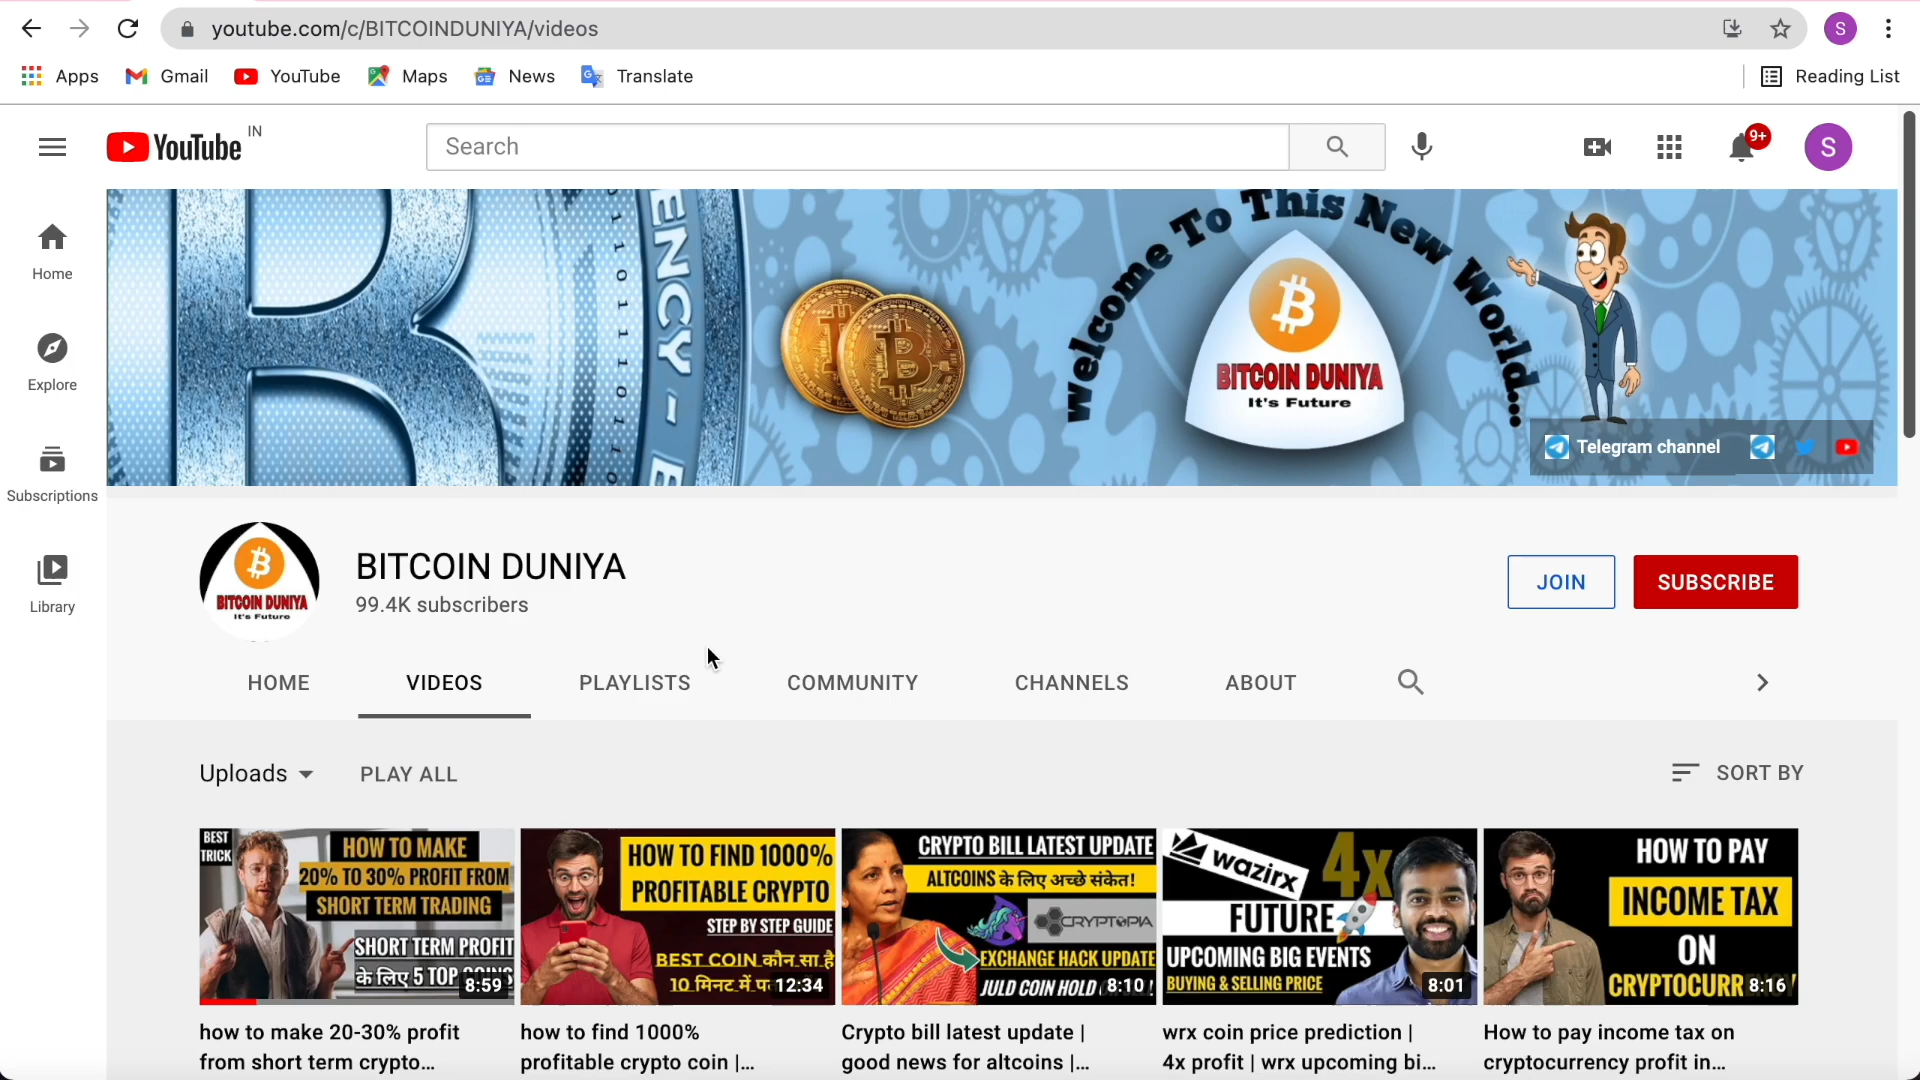 youtube.com/c/BITCOINDUNIYA/videos
S
Apps
Gmail
YouTube
Maps
News
Translate
Reading List
YouTube IN
Search
9+
S
Home
Explore
Subscriptions
Library
ENCY - B
Welcome To This New World...
BITCOIN DUNIYA
It's Future
Telegram channel
BITCOIN DUNIYA
It's Future
BITCOIN DUNIYA
99.4K subscribers
JOIN
SUBSCRIBE
HOME
VIDEOS
PLAYLISTS
COMMUNITY
CHANNELS
ABOUT
Uploads
PLAY ALL
SORT BY
BEST
TRICK
HOW TO MAKE
20% TO 30% PROFIT FROM
SHORT TERM TRADING
SHORT TERM PROFIT
के लिए 5 TOP
8:59
how to make 20-30% profit
from short term crypto...
HOW TO FIND 1000%
PROFITABLE CRYPTO
STEP BY STEP GUIDE
BEST COIN कौन सा है
10 मिनट में
12:34
how to find 1000%
profitable crypto coin |...
CRYPTO BILL LATEST UPDATE
ALTCOINS के लिए अच्छे संकेत!
CRYPTOPIA
EXCHANGE HACK UPDATE
JULD COIN HOLD
8:10
Crypto bill latest update |
good news for altcoins |...
wazirx
4x
FUTURE
UPCOMING BIG EVENTS
BUYING & SELLING PRICE
8:01
wrx coin price prediction |
4x profit | wrx upcoming bi...
HOW TO PAY
INCOME TAX
ON
CRYPTOCURRENCY
8:16
How to pay income tax on
cryptocurrency profit in...